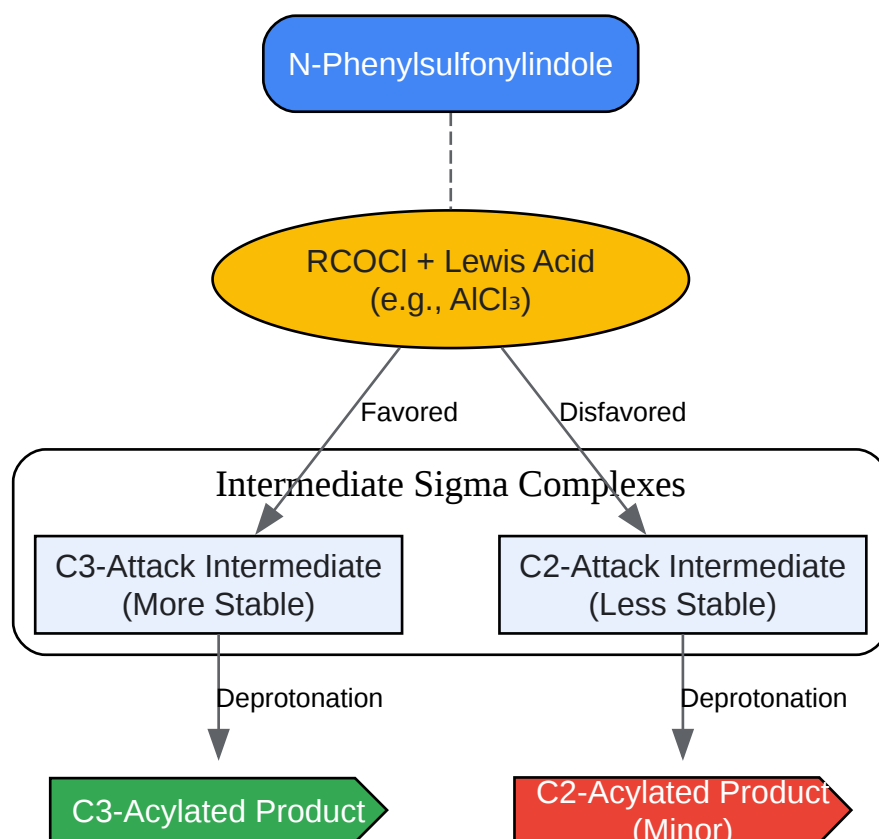 N-Phenylsulfonylindole
RCOCl + Lewis Acid
(e.g., AlCl₃)
Favored
Disfavored
Intermediate Sigma Complexes
C3-Attack Intermediate
(More Stable)
C2-Attack Intermediate
(Less Stable)
Deprotonation
Deprotonation
C3-Acylated Product
C2-Acylated Product
(Minor)